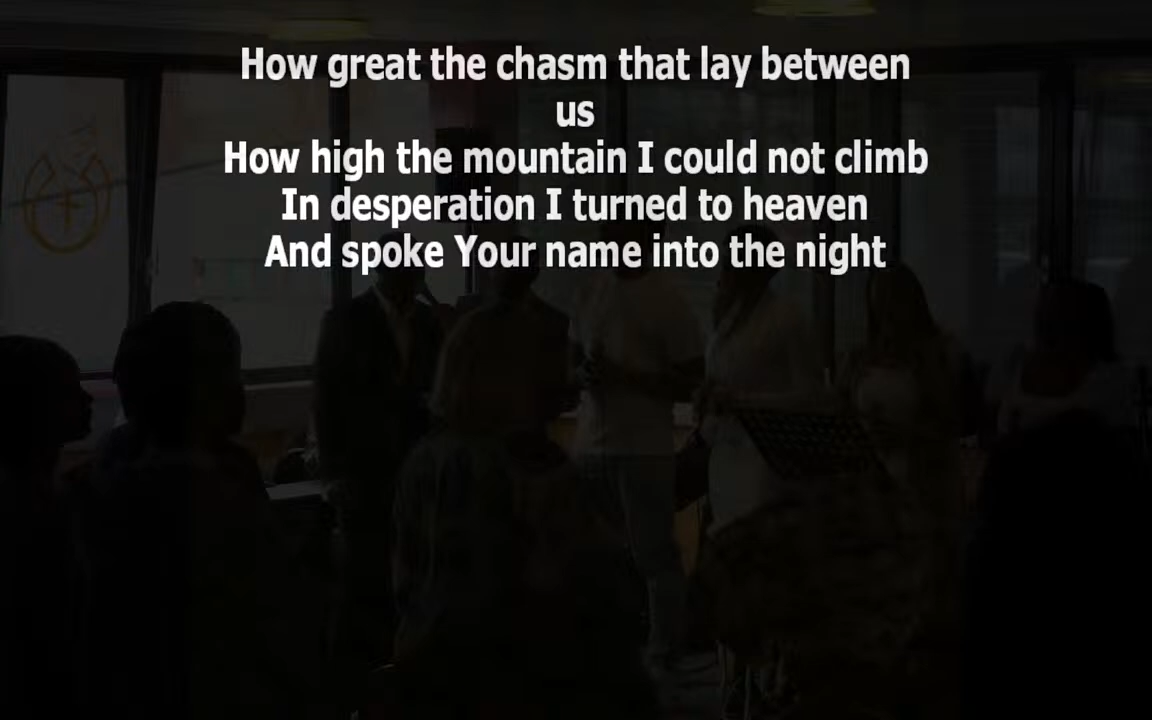 How great the chasm that lay between
us
How high the mountain I could not climb
In desperation I turned to heaven
And spoke Your name into the night